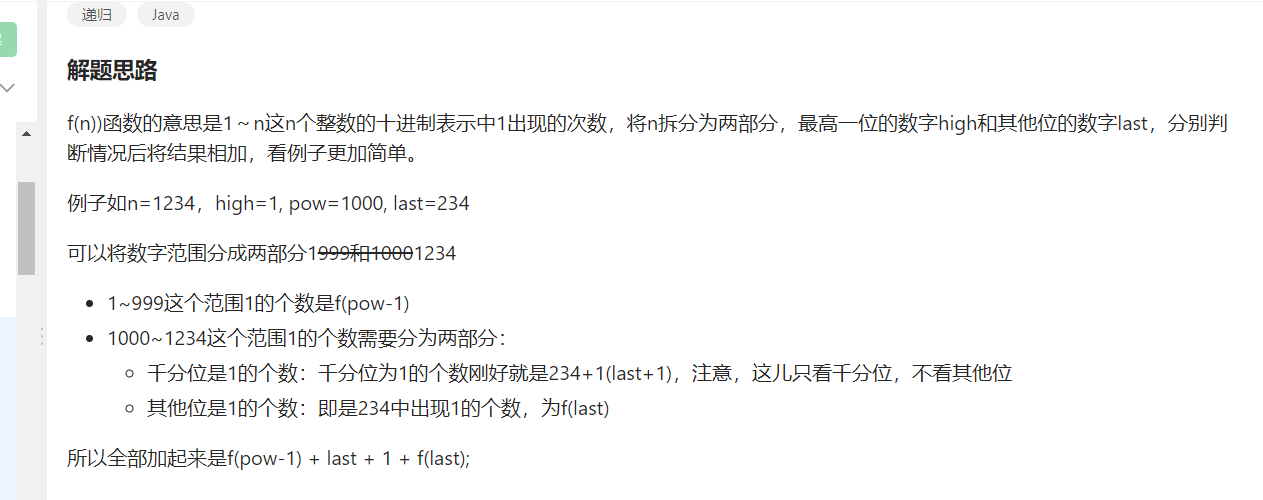 递归 Java
解题思路
f(n))函数的意思是1～n这n个整数的十进制表示中1出现的次数，将n拆分为两部分，最高一位的数字high和其他位的数字last，分别判
断情况后将结果相加，看例子更加简单。
例子如n=1234，high=1, pow=1000, last=234
可以将数字范围分成两部分1999和10001234
1~999这个范围1的个数是f(pow-1)
1000~1234这个范围1的个数需要分为两部分：
千分位是1的个数：千分位为1的个数刚好就是234+1(last+1)，注意，这儿只看千分位，不看其他位
其他位是1的个数：即是234中出现1的个数，为f(last)
所以全部加起来是f(pow-1) + last + 1 + f(last);